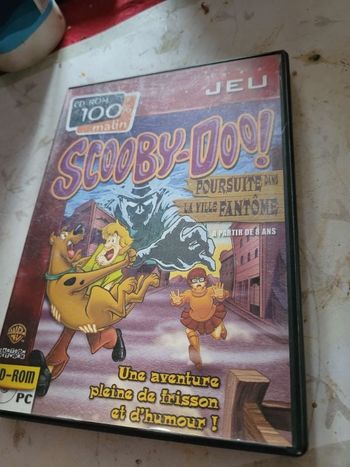 JEU
CD-ROM
100%
malin
SCOOBY-DOO!
POURSUITE DANS
LA VILLE FANTÔME
A PARTIR DE 8 ANS
Une aventure
pleine de frisson
et d'humour !
WB
D-ROM
PC